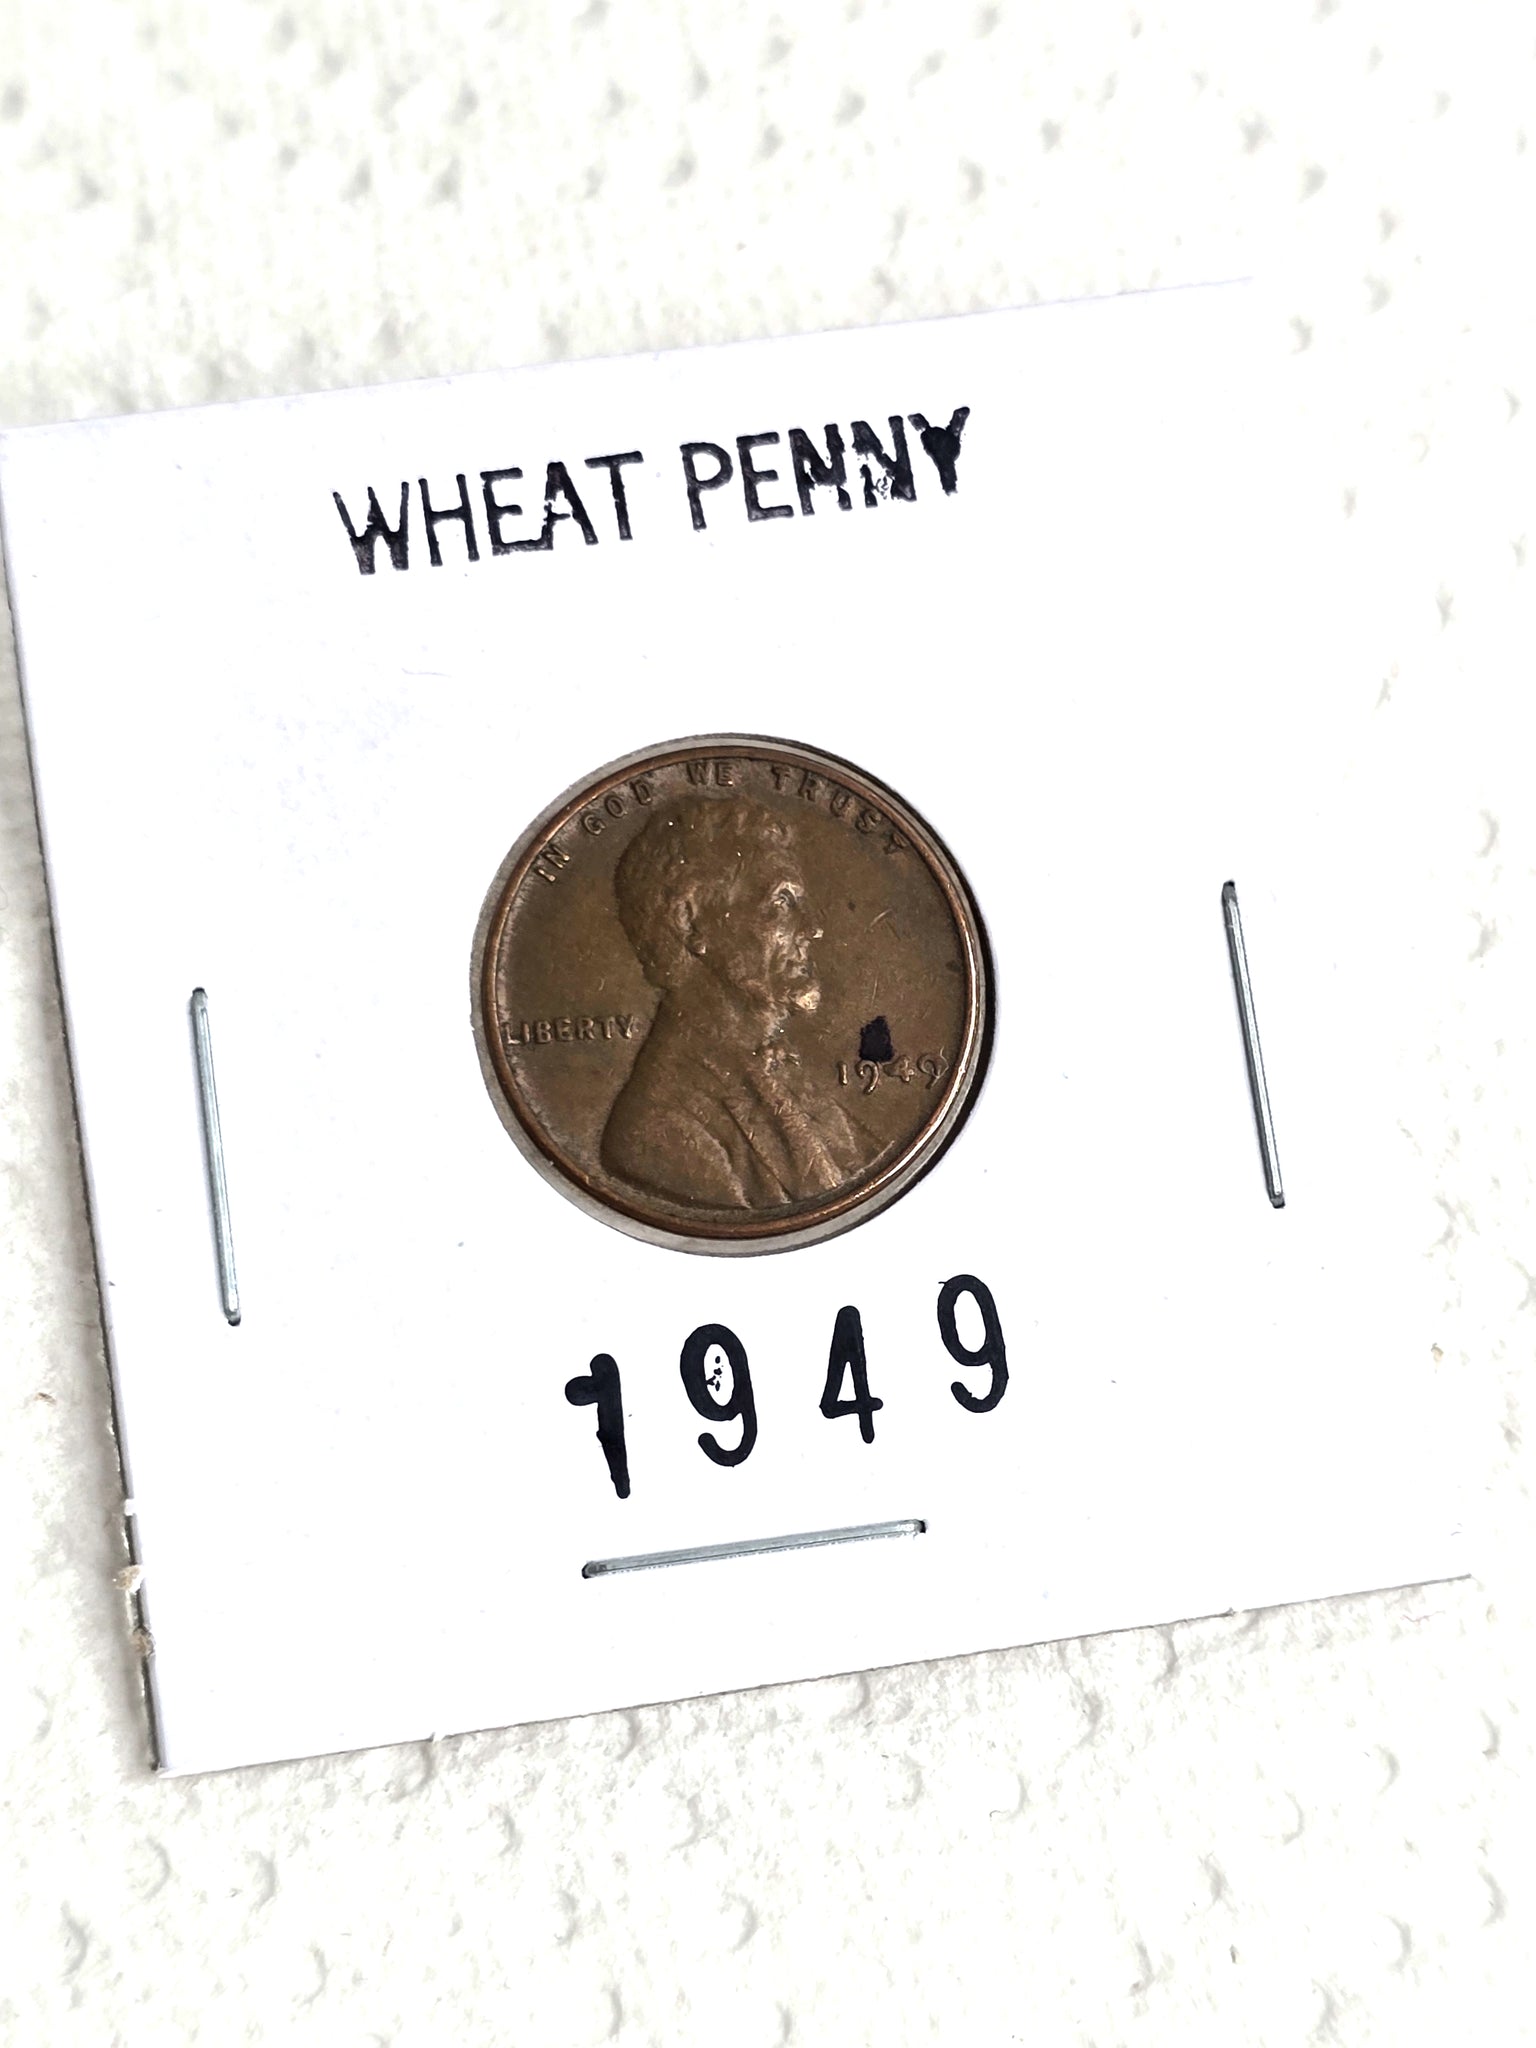 WHEAT PENNY
IN GOD WE TRUST
LIBERTY
1949
1949